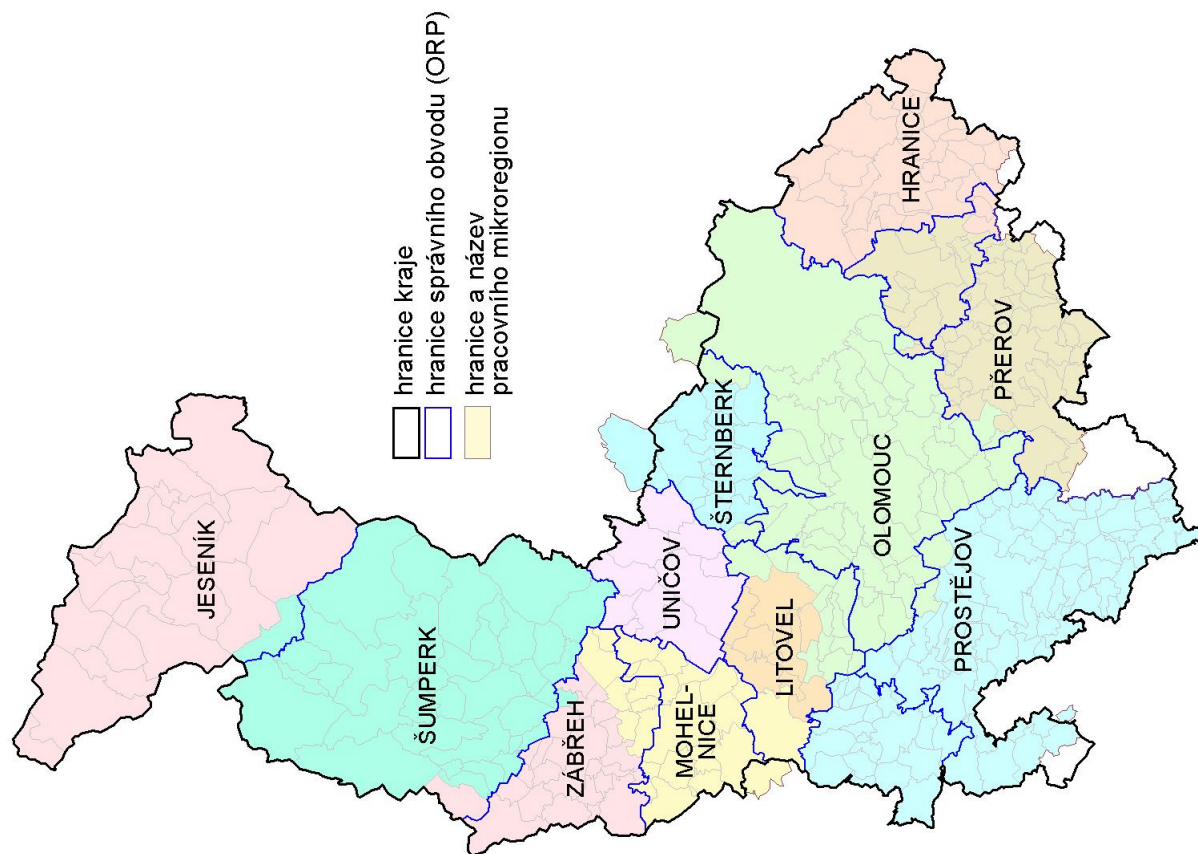 hranice kraje
hranice správního obvodu (ORP)
hranice a název
pracovního mikroregionu
JESENÍK
ŠUMPERK
ZÁBŘEH
MOHEL-
NICE
UNIČOV
ŠTERNBERK
LITOVEL
OLOMOUC
PROSTĚJOV
PŘEROV
HRANICE